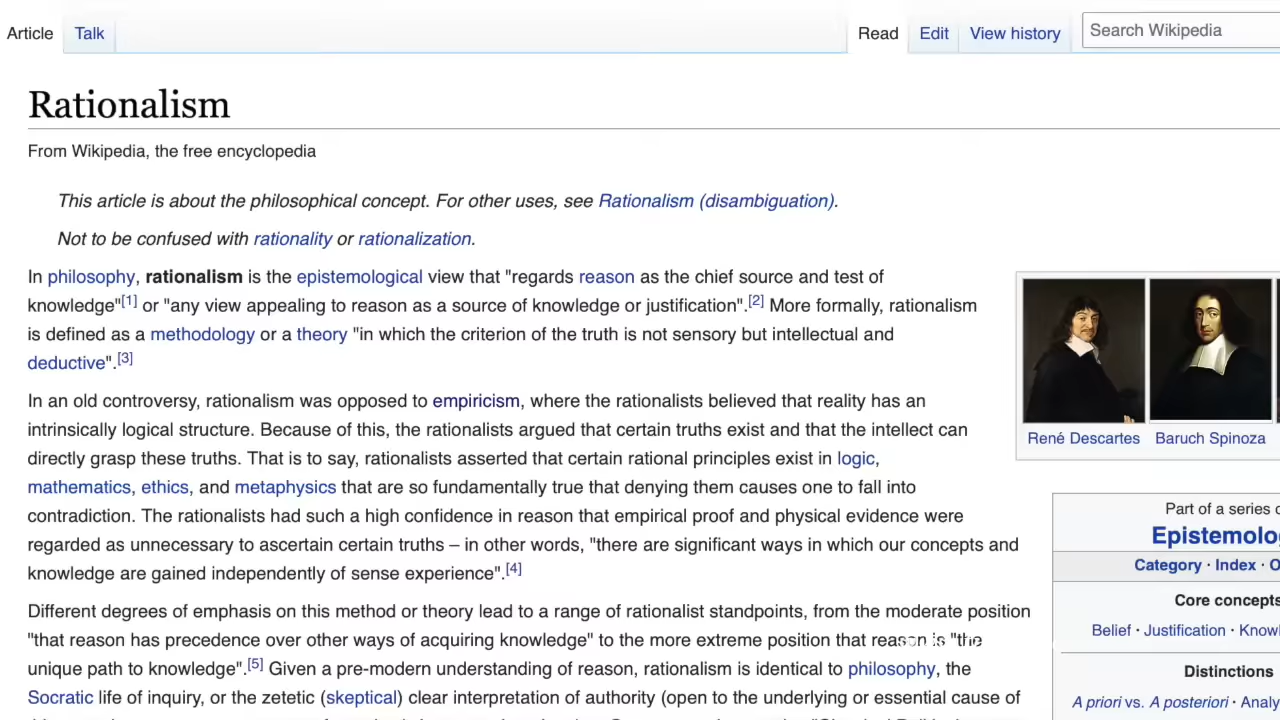 Article Talk Read Edit View history Search Wikipedia
Rationalism
From Wikipedia, the free encyclopedia
This article is about the philosophical concept. For other uses, see Rationalism (disambiguation).
Not to be confused with rationality or rationalization.
In philosophy, rationalism is the epistemological view that "regards reason as the chief source and test of
knowledge"[1] or "any view appealing to reason as a source of knowledge or justification".[2] More formally, rationalism
is defined as a methodology or a theory "in which the criterion of the truth is not sensory but intellectual and
deductive".[3]
In an old controversy, rationalism was opposed to empiricism, where the rationalists believed that reality has an
intrinsically logical structure. Because of this, the rationalists argued that certain truths exist and that the intellect can
directly grasp these truths. That is to say, rationalists asserted that certain rational principles exist in logic,
mathematics, ethics, and metaphysics that are so fundamentally true that denying them causes one to fall into
contradiction. The rationalists had such a high confidence in reason that empirical proof and physical evidence were
regarded as unnecessary to ascertain certain truths – in other words, "there are significant ways in which our concepts and
knowledge are gained independently of sense experience".[4]
Different degrees of emphasis on this method or theory lead to a range of rationalist standpoints, from the moderate position
"that reason has precedence over other ways of acquiring knowledge" to the more extreme position that reason is "the
unique path to knowledge".[5] Given a pre-modern understanding of reason, rationalism is identical to philosophy, the
Socratic life of inquiry, or the zetetic (skeptical) clear interpretation of authority (open to the underlying or essential cause of
René Descartes Baruch Spinoza
Part of a series
Epistemolo
Category · Index ·
Core concepts
Belief · Justification · Know
Distinctions
A priori vs. A posteriori · Analy